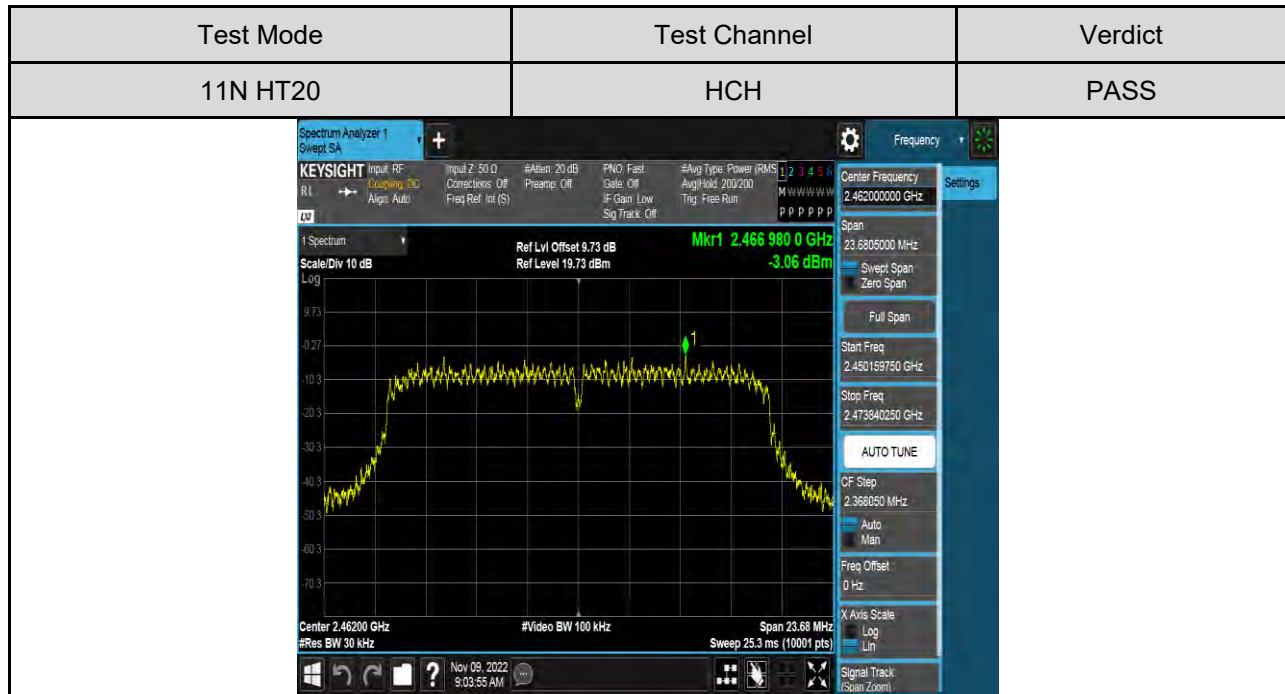 Test Mode Test Channel Verdict
11N HT20 HCH PASS
Spectrum Analyzer 1
Swept SA
+
Frequency
KEYSIGHT Input: RF Input Z: 50 Ω #Atten: 20 dB PNO: Fast #Avg Type: Power (RMS 1 2 3 4 5 6
RL Coupling: DC Corrections: Off Preamp: Off Gate: Off Avg|Hold: 200/200 M W W W W W
Align: Auto Freq Ref: Int (S) IF Gain: Low Trig: Free Run
Sig Track: Off P P P P P P
LXI
1 Spectrum
Scale/Div 10 dB
Ref Lvl Offset 9.73 dB
Ref Level 19.73 dBm
Mkr1 2.466 980 0 GHz
-3.06 dBm
Log
9.73
-0.27
-10.3
-20.3
-30.3
-40.3
-50.3
-60.3
-70.3
1
Center 2.46200 GHz #Video BW 100 kHz Span 23.68 MHz
#Res BW 30 kHz Sweep 25.3 ms (10001 pts)
Center Frequency
2.462000000 GHz
Settings
Span
23.6805000 MHz
Swept Span
Zero Span
Full Span
Start Freq
2.450159750 GHz
Stop Freq
2.473840250 GHz
AUTO TUNE
CF Step
2.368050 MHz
Auto
Man
Freq Offset
0 Hz
X Axis Scale
Log
Lin
Signal Track
(Span Zoom)
?
Nov 09, 2022
9:03:55 AM